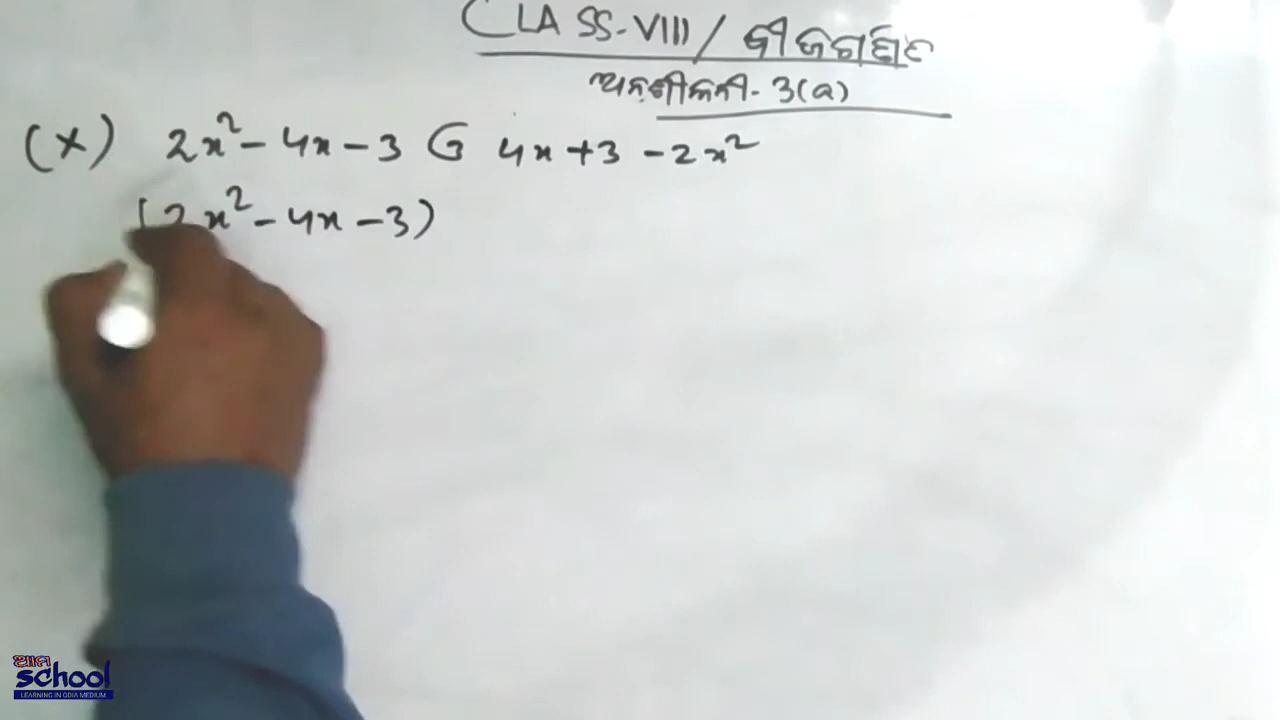 CLASS-VIII / ବୀଜଗଣିତ
ଅନୁଶୀଳନୀ - 3(a)
(x) 2x² - 4x - 3 ଓ 4x + 3 - 2x²
(2x² - 4x - 3)
ଆମ
school
LEARNING IN ODIA MEDIUM